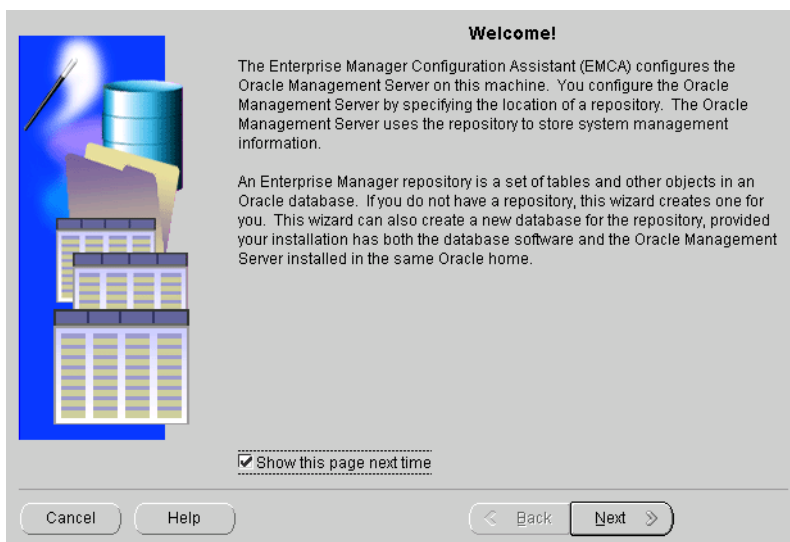 Welcome!
The Enterprise Manager Configuration Assistant (EMCA) configures the
Oracle Management Server on this machine. You configure the Oracle
Management Server by specifying the location of a repository. The Oracle
Management Server uses the repository to store system management
information.
An Enterprise Manager repository is a set of tables and other objects in an
Oracle database. If you do not have a repository, this wizard creates one for
you. This wizard can also create a new database for the repository, provided
your installation has both the database software and the Oracle Management
Server installed in the same Oracle home.
Show this page next time
Cancel Help Back Next